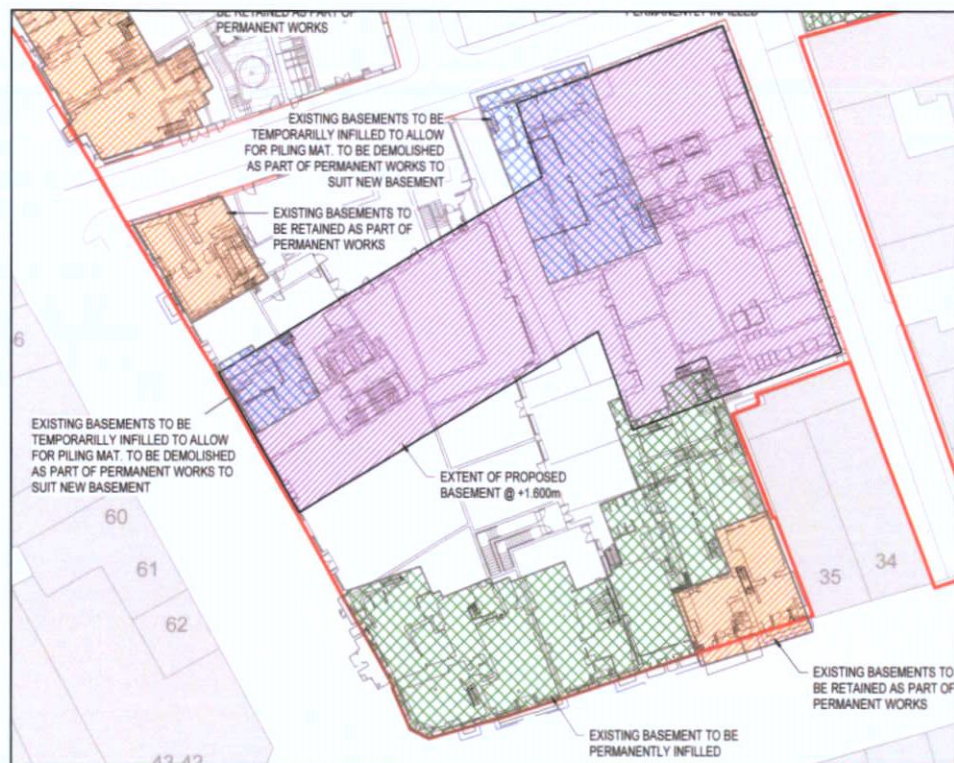 BE RETAINED AS PART OF
PERMANENT WORKS
PERMANENTLY INFILLED
EXISTING BASEMENTS TO BE
TEMPORARILLY INFILLED TO ALLOW
FOR PILING MAT. TO BE DEMOLISHED
AS PART OF PERMANENT WORKS TO
SUIT NEW BASEMENT
EXISTING BASEMENTS TO
BE RETAINED AS PART OF
PERMANENT WORKS
6
EXISTING BASEMENTS TO BE
TEMPORARILLY INFILLED TO ALLOW
FOR PILING MAT. TO BE DEMOLISHED
AS PART OF PERMANENT WORKS TO
SUIT NEW BASEMENT
EXTENT OF PROPOSED
BASEMENT @ +1.600m
60
61
62
35
34
EXISTING BASEMENTS TO
BE RETAINED AS PART OF
PERMANENT WORKS
EXISTING BASEMENT TO BE
PERMANENTLY INFILLED